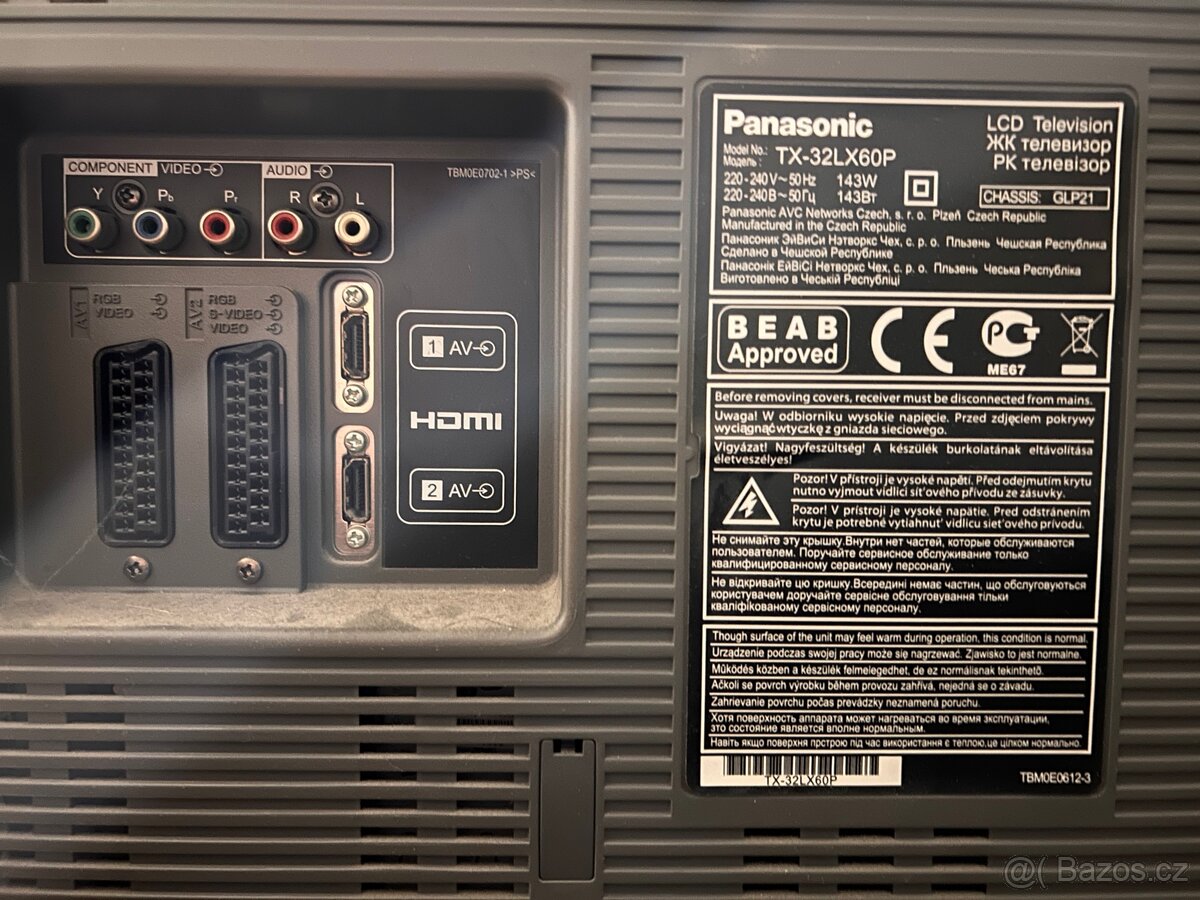 COMPONENT VIDEO AUDIO
Y Pb Pr R L
TBM0E0702-1 >PS<
AV1 RGB
VIDEO
AV2 RGB
S-VIDEO
VIDEO
1 AV
HDMI
2 AV
Panasonic
LCD Television
ЖК телевизор
РК телевізор
Model No.:
Модель :
TX-32LX60P
220-240V~50Hz 143W
220-240В~50Гц 143Вт
CHASSIS: GLP21
Panasonic AVC Networks Czech, s. r. o. Plzeň Czech Republic
Manufactured in the Czech Republic
Панасоник ЭйВиСи Нэтворкс Чех, с. р. о. Пльзень Чешская Республика
Сделано в Чешской Республике
Панасонік ЕйВіСі Нетворкс Чех, с. р. о. Пльзень Чеська Республіка
Виготовлено в Чеській Республіці
BEAB
Approved
CE
РСТ
ME67
Before removing covers, receiver must be disconnected from mains.
Uwaga! W odbiorniku wysokie napięcie. Przed zdjęciem pokrywy
wyciągnąć wtyczkę z gniazda sieciowego.
Vigyázat! Nagyfeszültség! A készülék burkolatának eltávolítása
életveszélyes!
Pozor! V přístroji je vysoké napětí. Před odejmutím krytu
nutno vyjmout vidlici síť'ového přívodu ze zásuvky.
Pozor! V prístroji je vysoké napätie. Pred odstránením
krytu je potrebné vytiahnuť' vidlicu sieť'ového prívodu.
Не снимайте эту крышку.Внутри нет частей, которые обслуживаются
пользователем. Поручайте сервисное обслуживание только
квалифицированному сервисному персоналу.
Не відкривайте цю кришку.Всередині немає частин, що обслуговуються
користувачем доручайте сервісне обслуговування тільки
кваліфікованому сервісному персоналу.
Though surface of the unit may feel warm during operation, this condition is normal.
Urządzenie podczas swojej pracy może się nagrzewać. Zjawisko to jest normalne.
Működés közben a készülék felmelegedhet, de ez normálisnak tekinthető.
Ačkoli se povrch výrobku během provozu zahřívá, nejedná se o závadu.
Zahrievanie povrchu počas prevádzky neznamená poruchu.
Хотя поверхность аппарата может нагреваться во время эксплуатации,
это состояние является вполне нормальным.
Навіть якщо поверхня прстрою під час використання є теплою,це цілком нормально.
TX-32LX60P
TBM0E0612-3
@( Bazos.cz